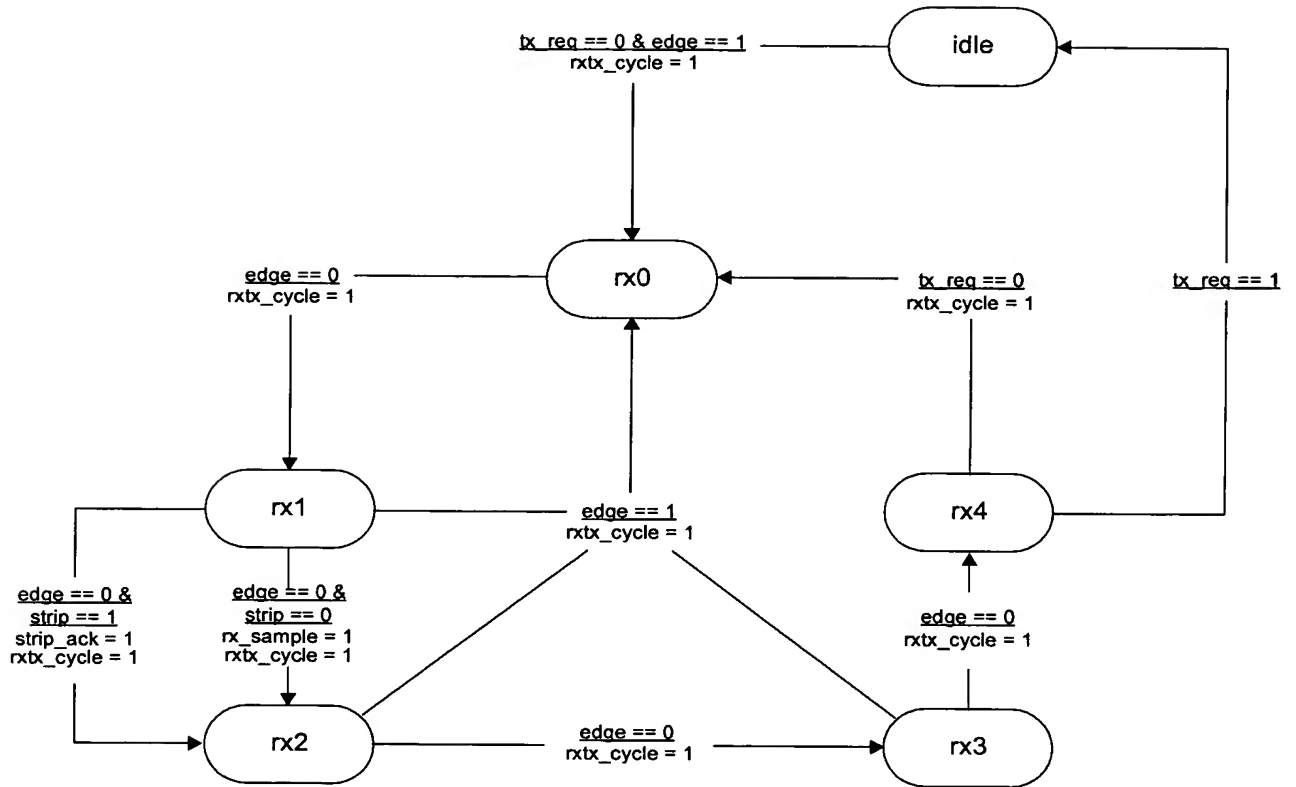 tx_req == 0 & edge == 1
rxtx_cycle = 1
idle
edge == 0
rxtx_cycle = 1
rx0
tx_req == 0
rxtx_cycle = 1
tx_req == 1
rx1
edge == 1
rxtx_cycle = 1
rx4
edge == 0 &
strip == 1
strip_ack = 1
rxtx_cycle = 1
edge == 0 &
strip == 0
rx_sample = 1
rxtx_cycle = 1
edge == 0
rxtx_cycle = 1
rx2
edge == 0
rxtx_cycle = 1
rx3